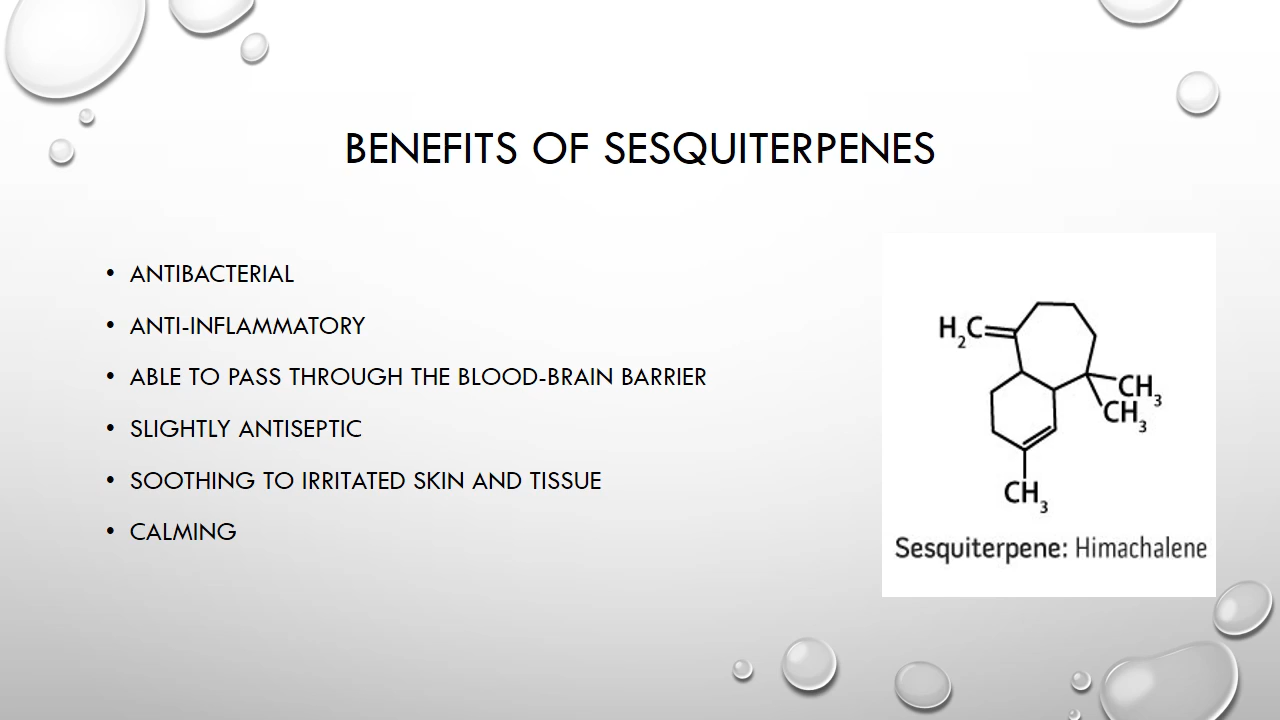 BENEFITS OF SESQUITERPENES
• ANTIBACTERIAL
• ANTI-INFLAMMATORY
• ABLE TO PASS THROUGH THE BLOOD-BRAIN BARRIER
• SLIGHTLY ANTISEPTIC
• SOOTHING TO IRRITATED SKIN AND TISSUE
• CALMING
H₂C
CH₃
CH₃
CH₃
Sesquiterpene: Himachalene